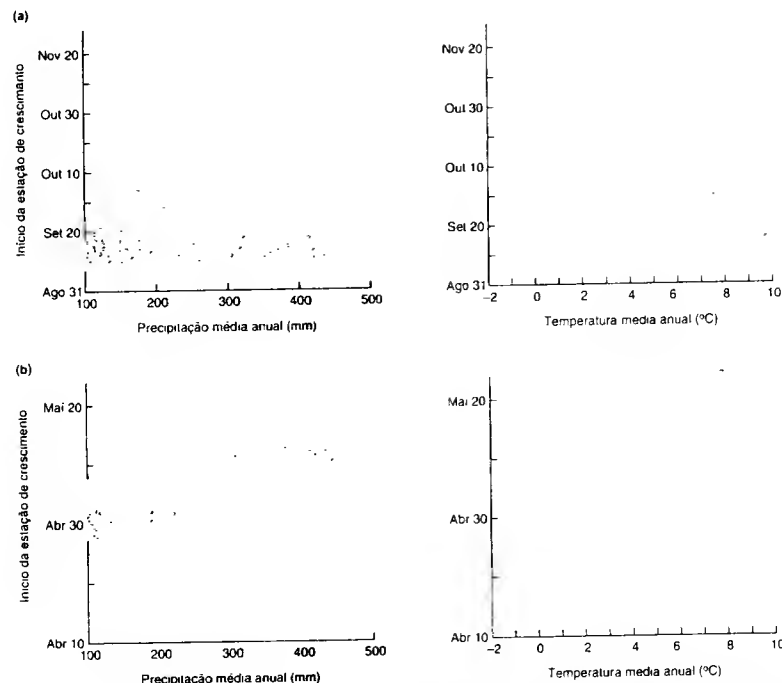 (a)
Início da estação de crescimanto
Nov 20
Out 30
Out 10
Set 20
Ago 31
100 200 300 400 500
Precipilação média anual (mm)
Nov 20
Out 30
Out 10
Set 20
Ago 31
−2 0 2 4 6 8 10
Temperatura media anual (ºC)
(b)
Início da estação de crescimento
Mai 20
Abr 30
Abr 10
100 200 300 400 500
Precipitação média anual (mm)
Mai 20
Abr 30
Abr 10
−2 0 2 4 6 8 10
Temperatura media anual (ºC)